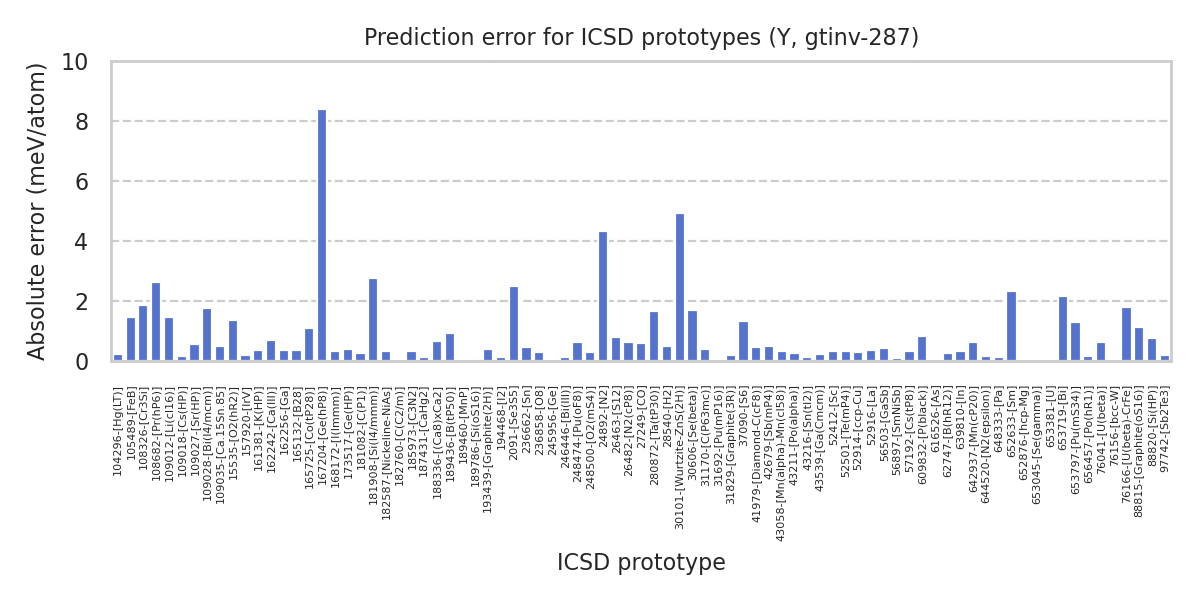 Prediction error for ICSD prototypes (Y, gtinv-287)
Absolute error (meV/atom)
10
8
6
4
2
0
104296-[Hg(LT)]
105489-[FeB]
108326-[Cr3Si]
108682-[Pr(hP6)]
109012-[Li(cI16)]
109018-[Cs(HP)]
109027-[Sr(HP)]
109028-[Bi(I4/mcm)]
109035-[Ca.15Sn.85]
15535-[O2(hR2)]
157920-[IrV]
161381-[K(HP)]
162242-[Ca(III)]
162256-[Ga]
165132-[B28]
165725-[Co(tP28)]
167204-[Ge(hP8)]
168172-[I(Immm)]
173517-[Ge(HP)]
181082-[C(P1)]
181908-[Si(I4/mmm)]
182587-[Nickeline-NiAs]
182760-[C(C2/m)]
185973-[C3N2]
187431-[CaHg2]
188336-[(Ca8)xCa2]
189436-[B(tP50)]
189460-[MnP]
189786-[Si(oS16)]
193439-[Graphite(2H)]
194468-[I2]
2091-[Se3S5]
236662-[Sn]
236858-[O8]
245956-[Ge]
246446-[Bi(III)]
248474-[Pu(oF8)]
248500-[O2(mS4)]
24892-[N2]
26463-[S12]
26482-[N2(cP8)]
27249-[CO]
280872-[Ta(tP30)]
28540-[H2]
30101-[Wurtzite-ZnS(2H)]
30606-[Se(beta)]
31170-[C(P63mc)]
31692-[Pu(mP16)]
31829-[Graphite(3R)]
37090-[S6]
41979-[Diamond-C(cF8)]
42679-[Sb(mP4)]
43058-[Mn(alpha)-Mn(cI58)]
43211-[Po(alpha)]
43216-[Sn(tI2)]
43539-[Ga(Cmcm)]
52412-[Sc]
52501-[Te(mP4)]
52914-[ccp-Cu]
52916-[La]
56503-[GaSb]
56897-[SmNiSb]
57192-[Cs(tP8)]
609832-[P(black)]
616526-[As]
62747-[B(hR12)]
639810-[In]
642937-[Mn(cP20)]
644520-[N2(epsilon)]
648333-[Pa]
652633-[Sm]
652876-[hcp-Mg]
653045-[Se(gamma)]
653381-[U]
653719-[Bi]
653797-[Pu(mS34)]
656457-[Po(hR1)]
76041-[U(beta)]
76156-[bcc-W]
76166-[U(beta)-CrFe]
88815-[Graphite(oS16)]
88820-[Si(HP)]
97742-[Sb2Te3]
ICSD prototype